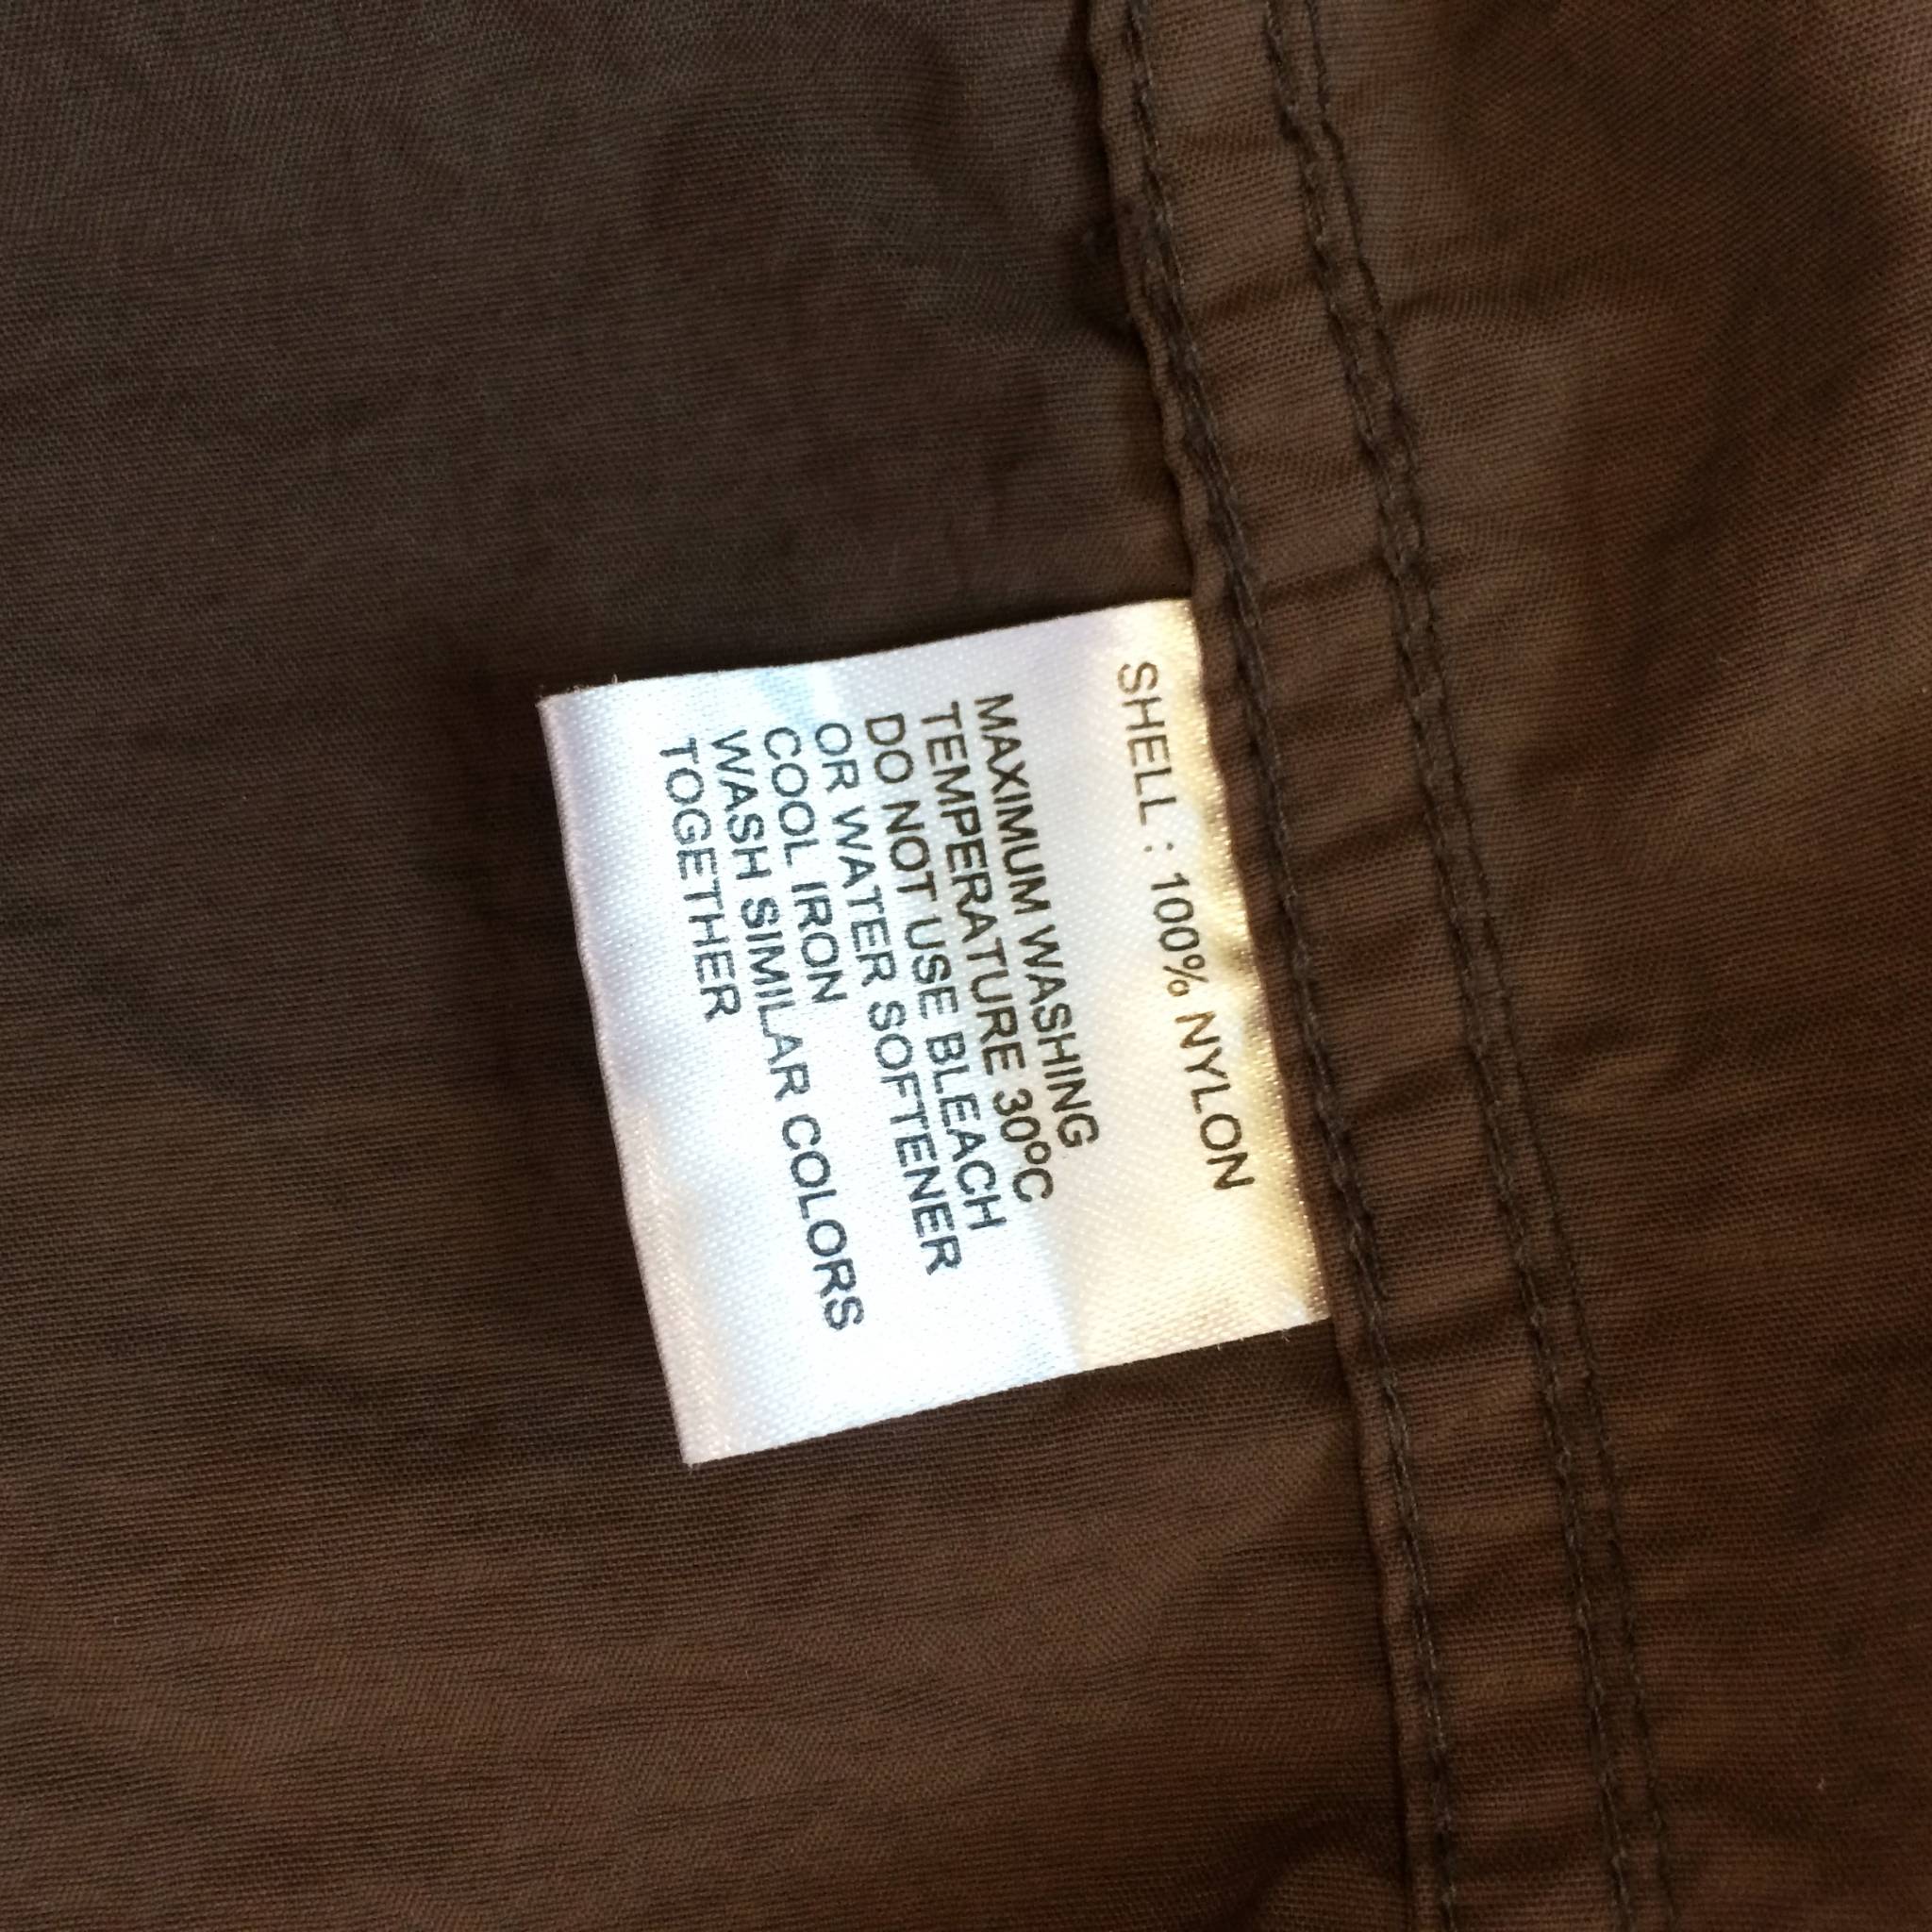 SHELL : 100% NYLON
MAXIMUM WASHING
TEMPERATURE 30ºC
DO NOT USE BLEACH
OR WATER SOFTENER
COOL IRON
WASH SIMILAR COLORS
TOGETHER